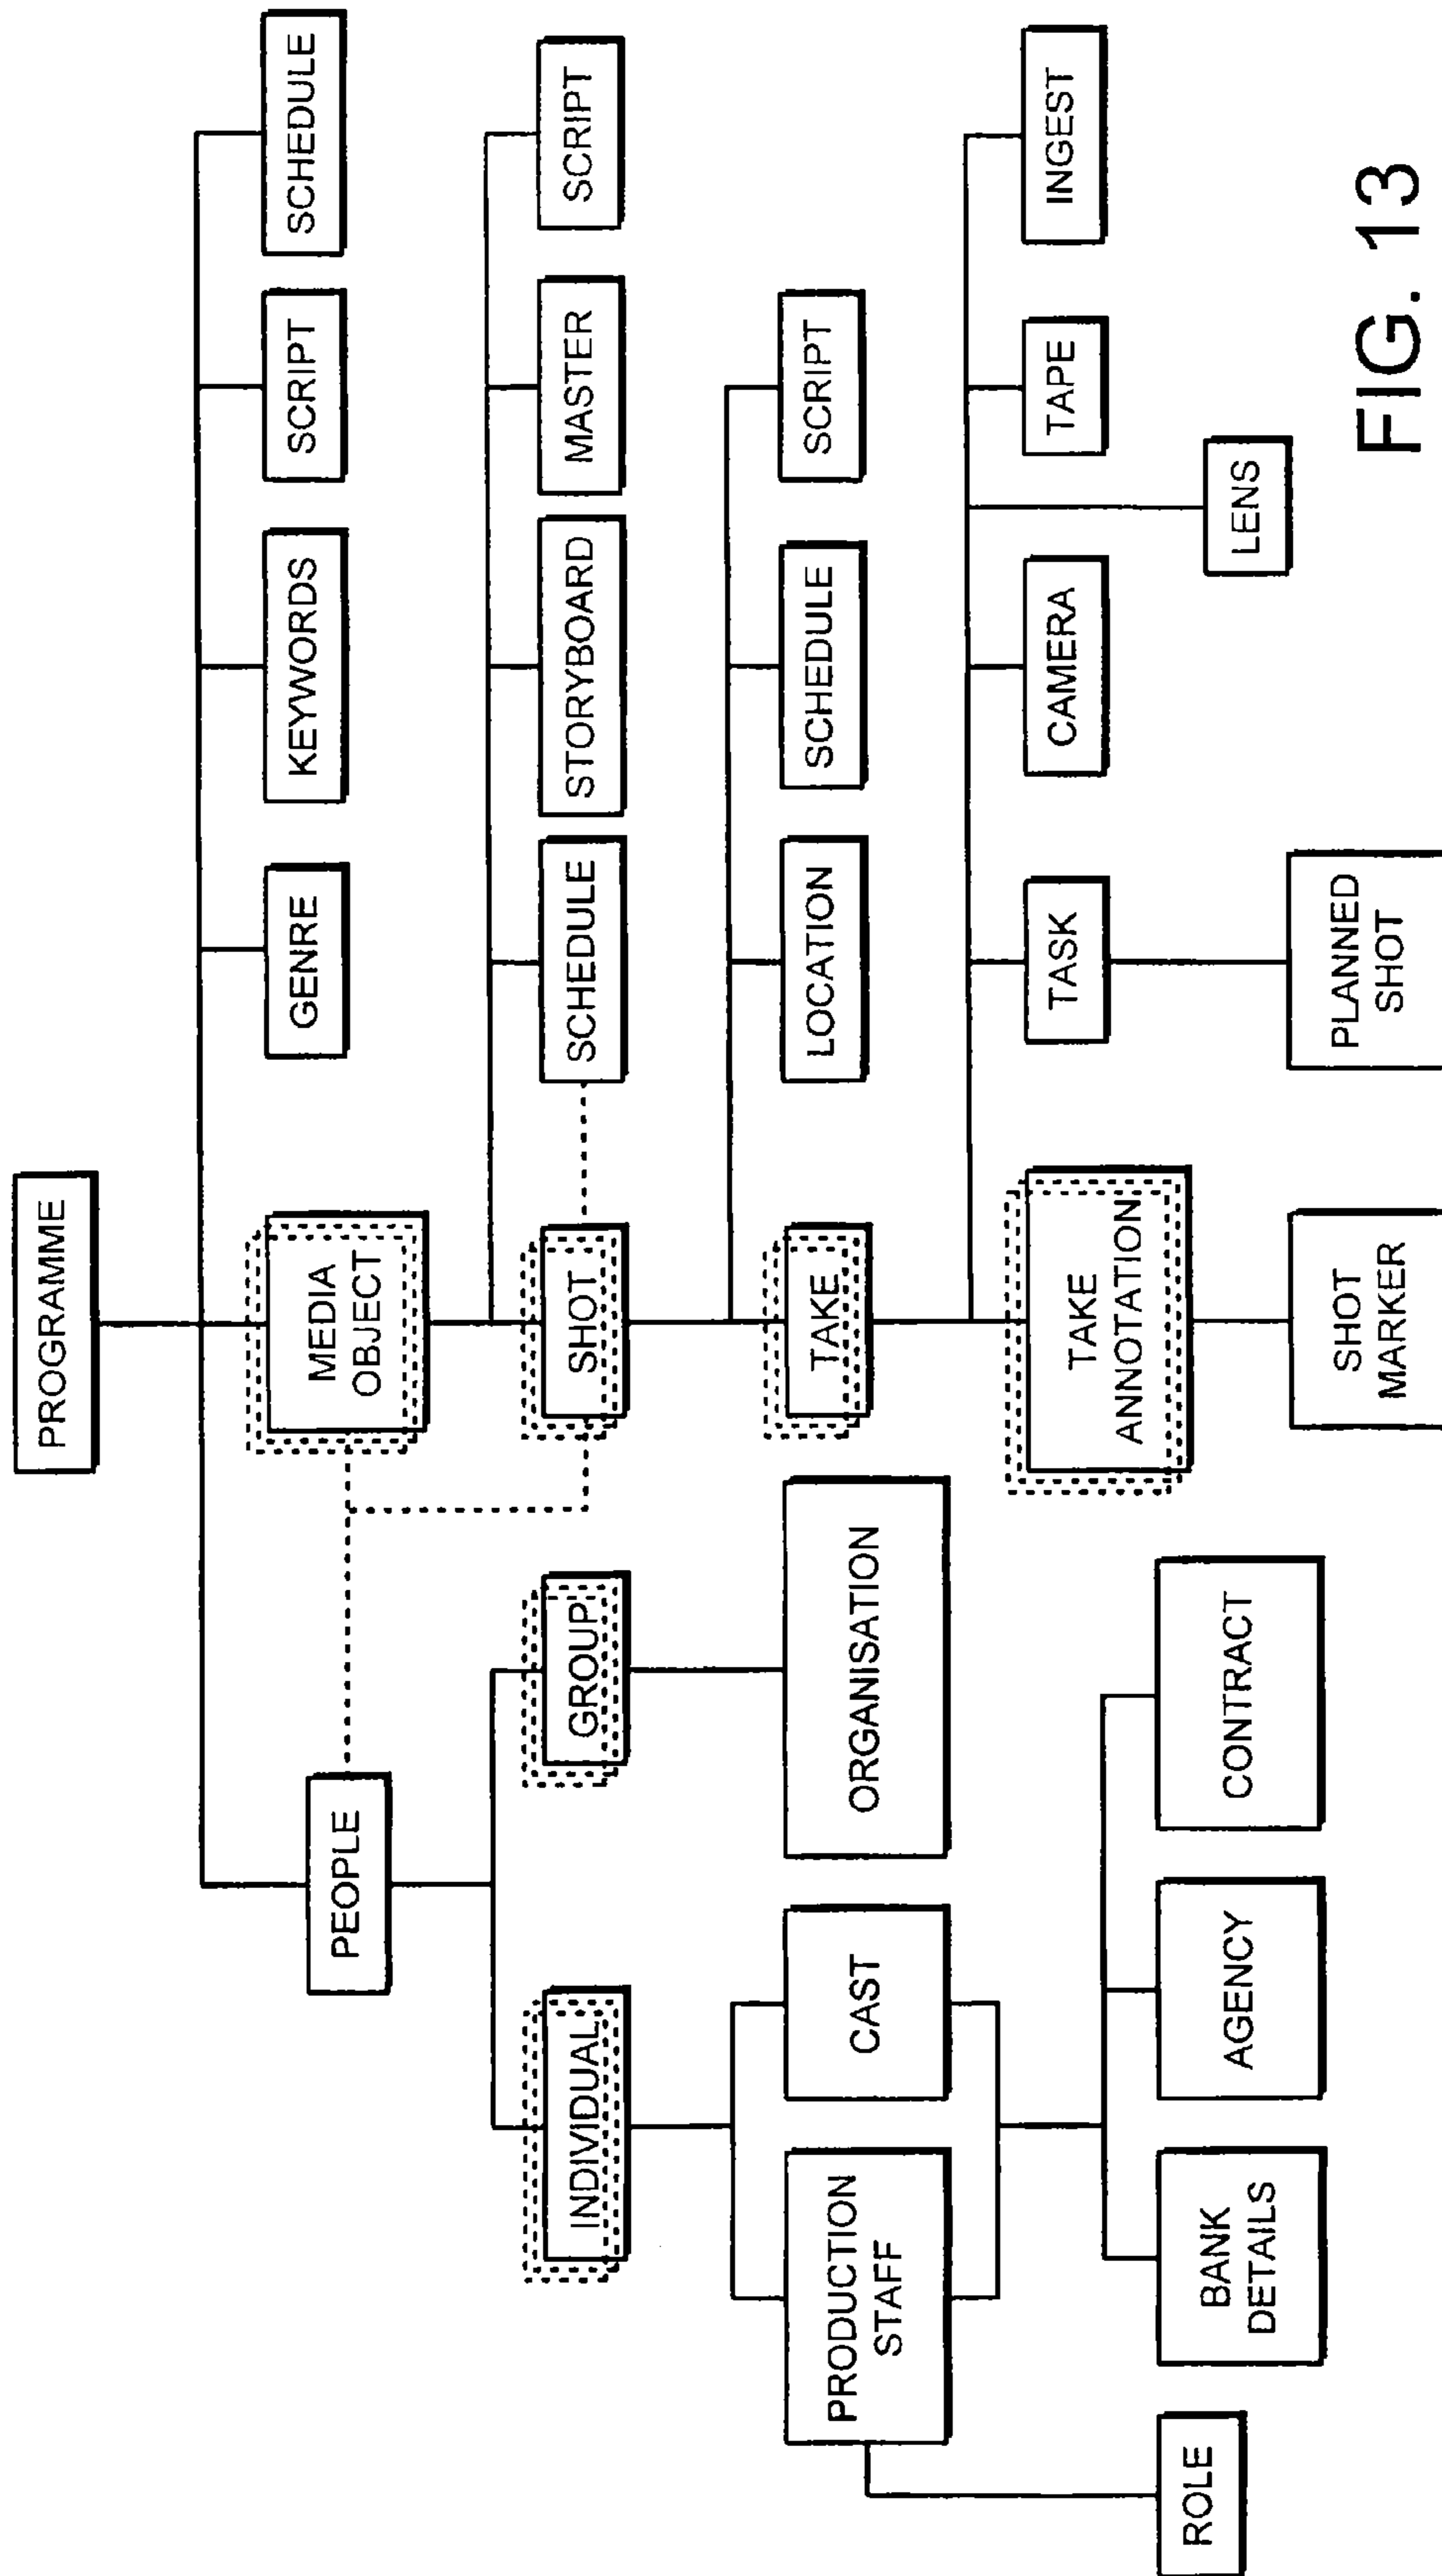 PROGRAMME
PEOPLE
MEDIA
OBJECT
GENRE
KEYWORDS
SCRIPT
SCHEDULE
INDIVIDUAL
GROUP
SHOT
SCHEDULE
STORYBOARD
MASTER
SCRIPT
PRODUCTION
STAFF
CAST
ORGANISATION
TAKE
LOCATION
SCHEDULE
SCRIPT
TAKE
ANNOTATION
TASK
CAMERA
TAPE
INGEST
ROLE
BANK
DETAILS
AGENCY
CONTRACT
LENS
SHOT
MARKER
PLANNED
SHOT
FIG. 13